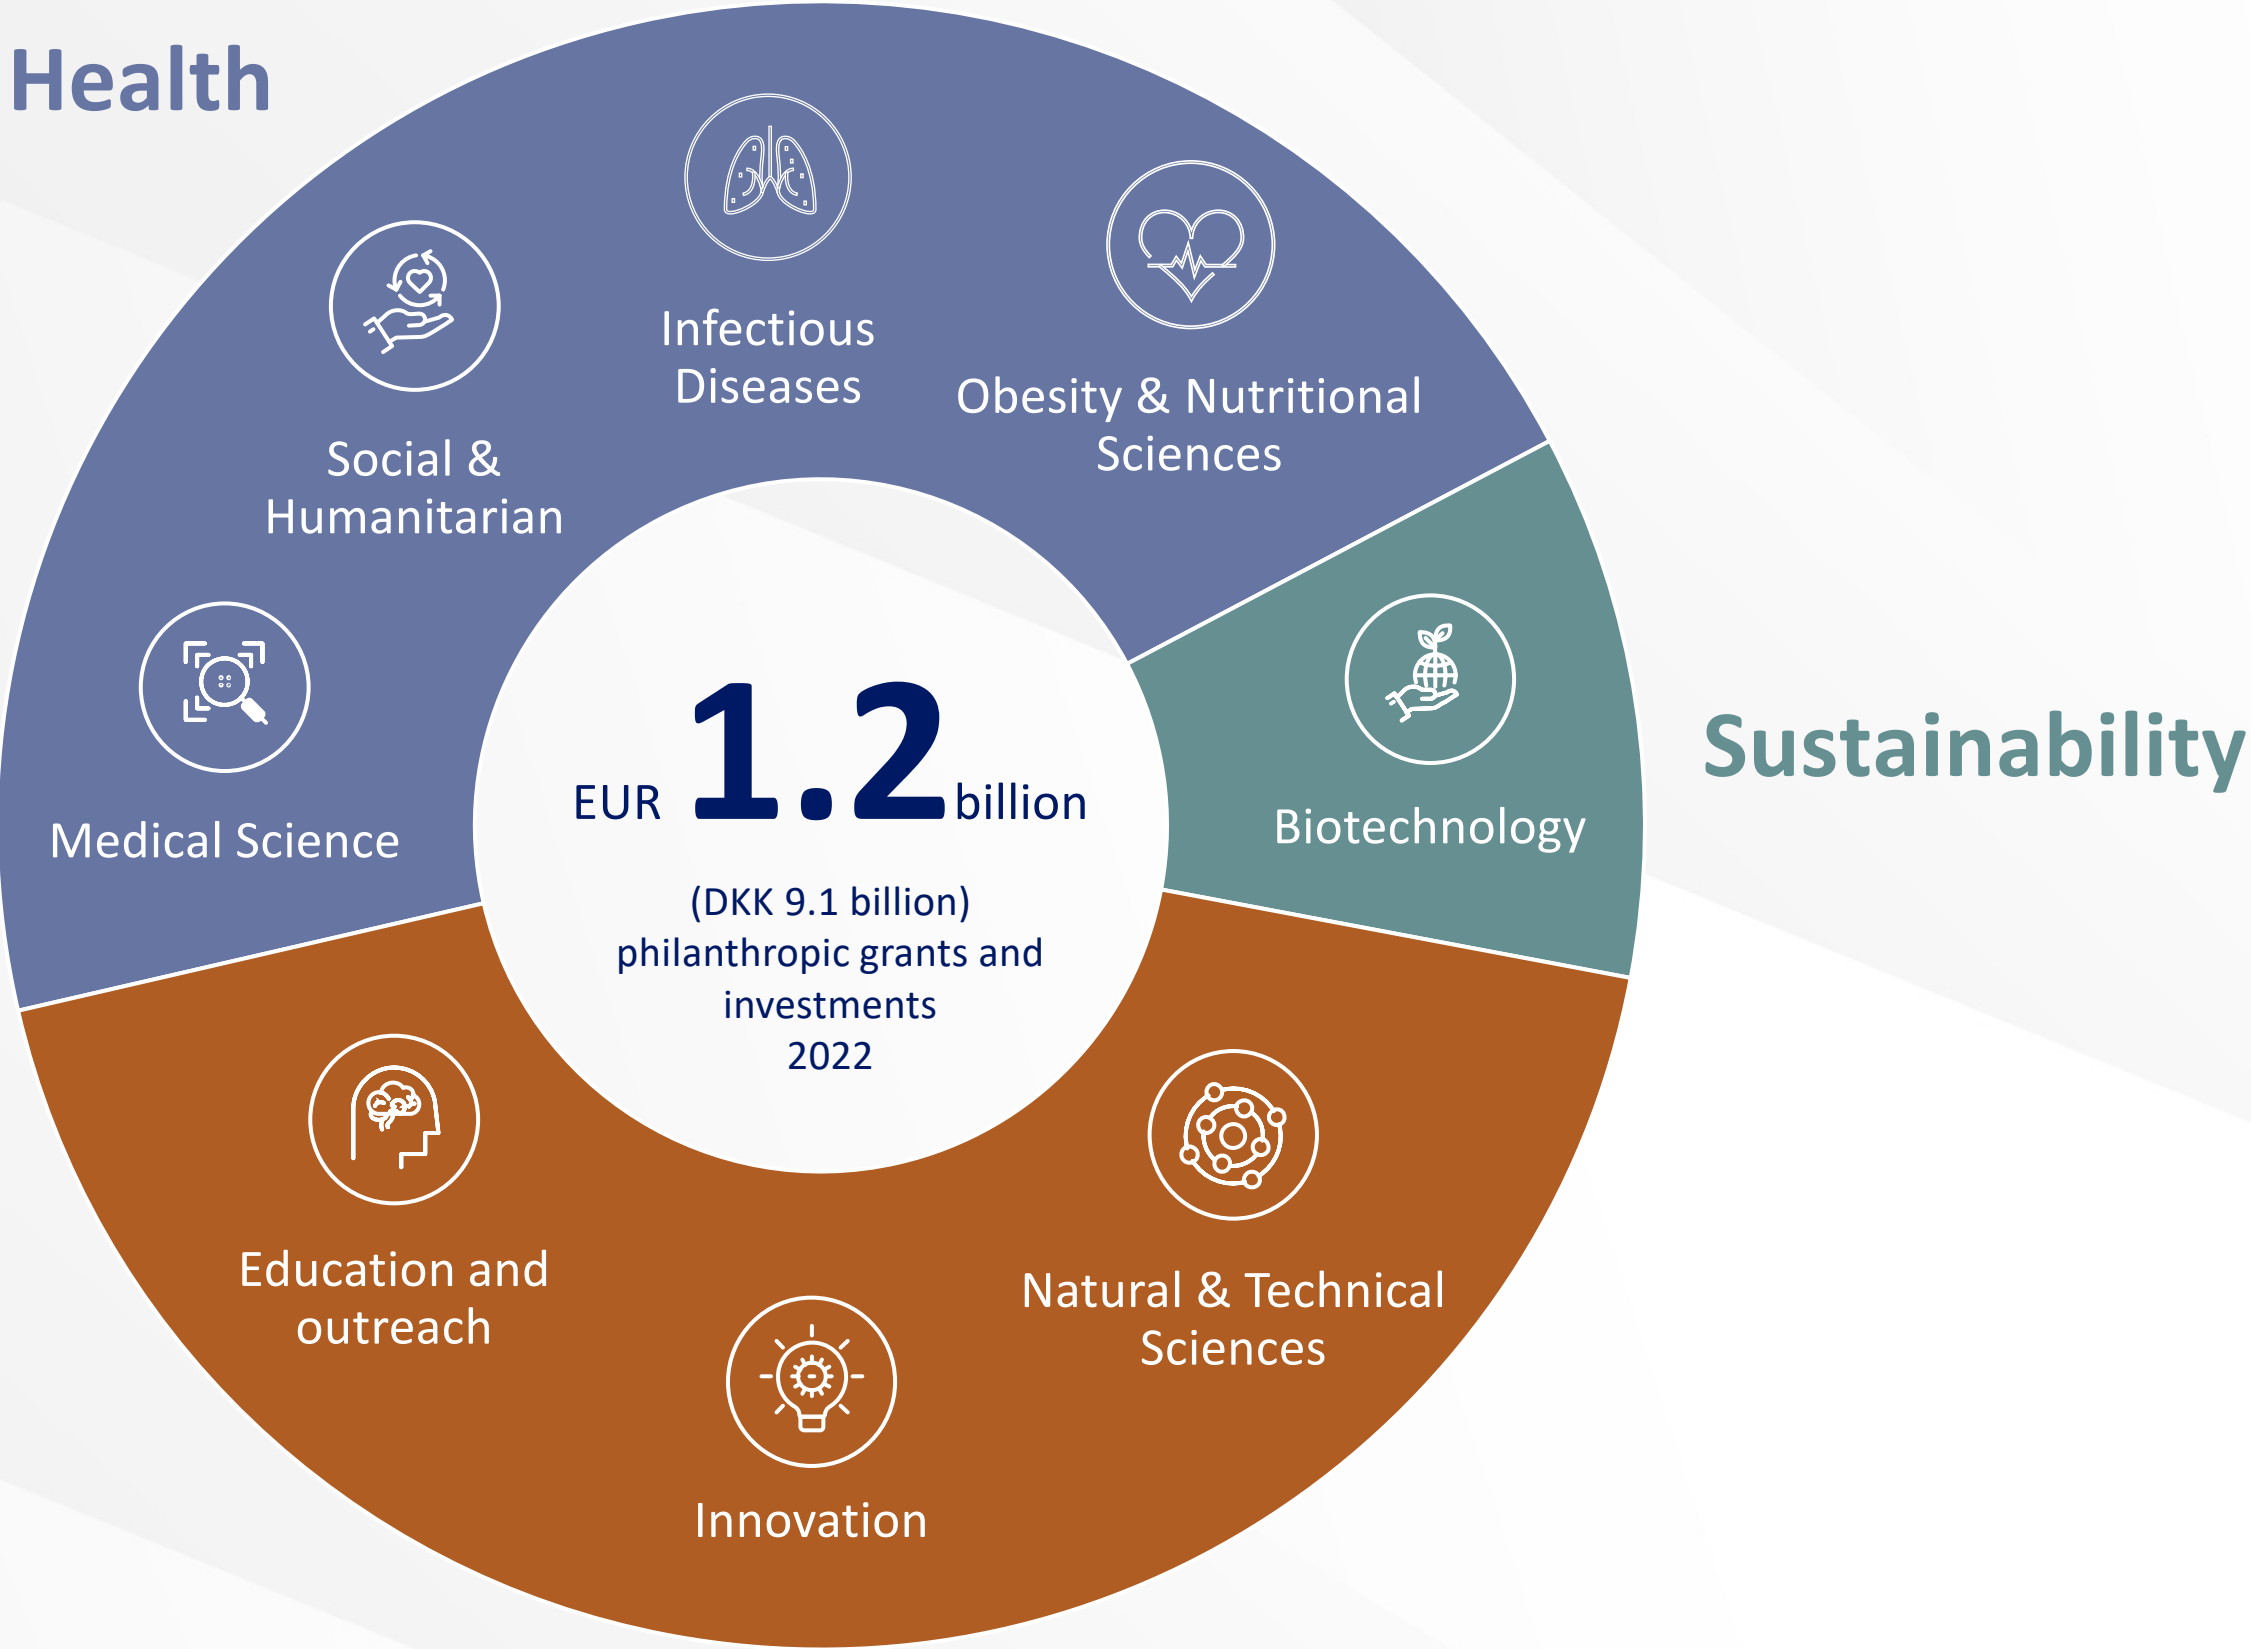 Health
Infectious
Diseases
Obesity & Nutritional
Sciences
Social &
Humanitarian
Medical Science
EUR 1.2 billion
(DKK 9.1 billion)
philanthropic grants and
investments
2022
Biotechnology
Sustainability
Education and
outreach
Innovation
Natural & Technical
Sciences